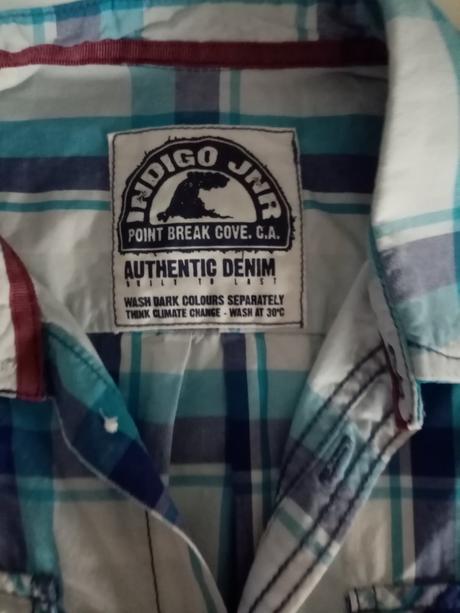 INDIGO JNR
POINT BREAK COVE. C.A.
AUTHENTIC DENIM
BUILD TO LAST
WASH DARK COLOURS SEPARATELY
THINK CLIMATE CHANGE - WASH AT 30°C